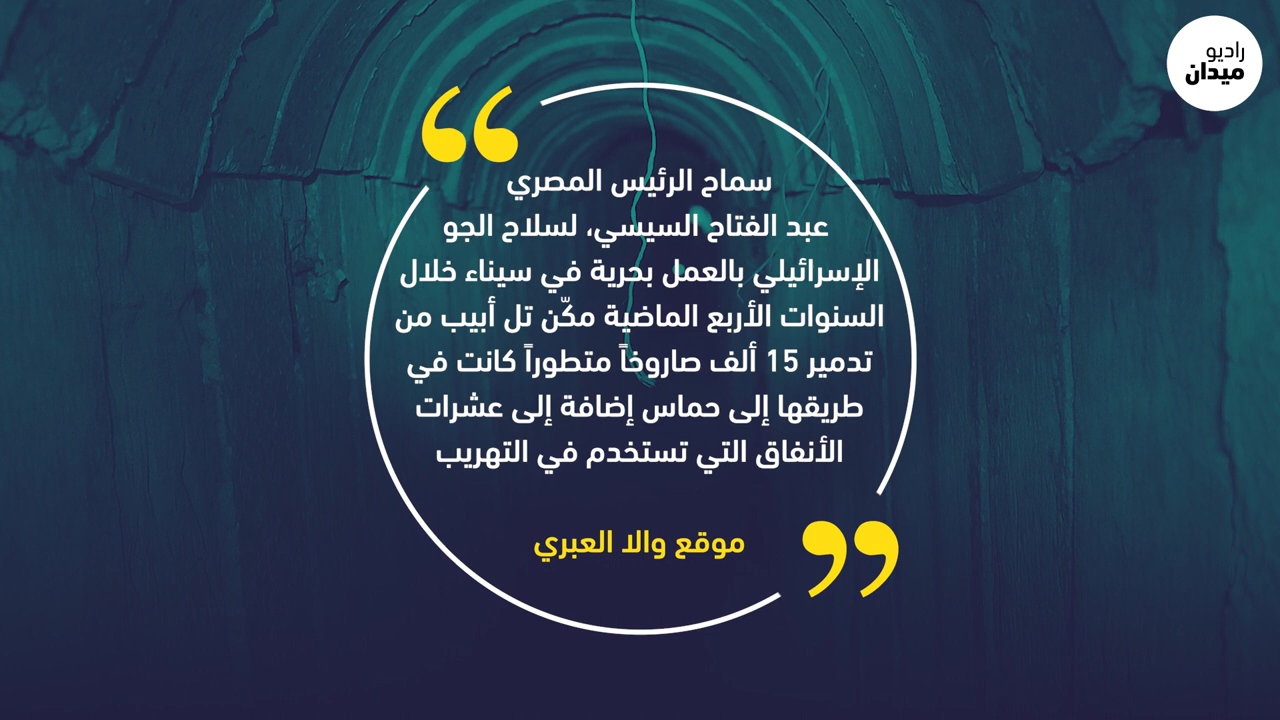 راديو
ميدان
سماح الرئيس المصري
عبد الفتاح السيسي، لسلاح الجو
الإسرائيلي بالعمل بحرية في سيناء خلال
السنوات الأربع الماضية مكّن تل أبيب من
تدمير 15 ألف صاروخاً متطوراً كانت في
طريقها إلى حماس إضافة إلى عشرات
الأنفاق التي تستخدم في التهريب
موقع والا العبري